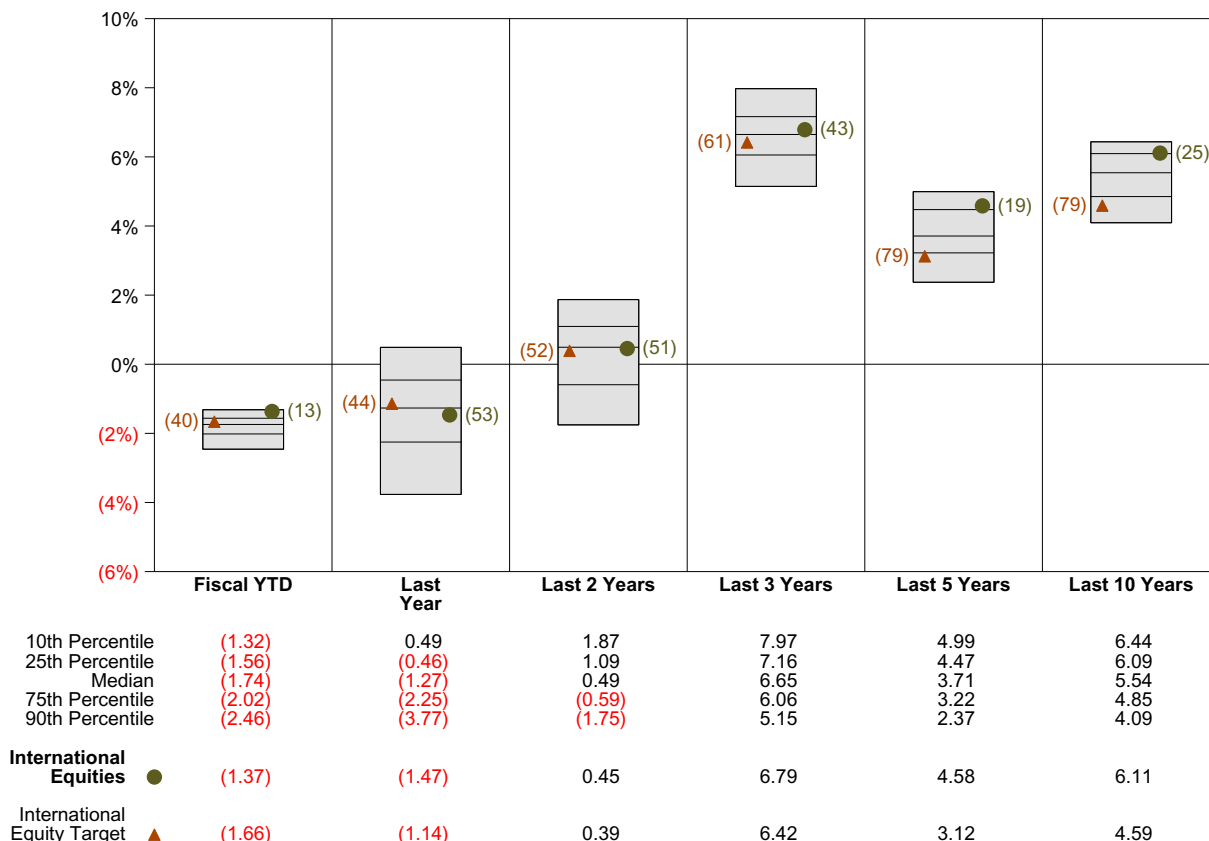 10%
8%
6%
4%
2%
0%
(2%)
(4%)
(6%)
(40) (13)
(44) (53)
(52) (51)
(61) (43)
(79) (19)
(79) (25)
Fiscal YTD Last Year Last 2 Years Last 3 Years Last 5 Years Last 10 Years
10th Percentile (1.32) 0.49 1.87 7.97 4.99 6.44
25th Percentile (1.56) (0.46) 1.09 7.16 4.47 6.09
Median (1.74) (1.27) 0.49 6.65 3.71 5.54
75th Percentile (2.02) (2.25) (0.59) 6.06 3.22 4.85
90th Percentile (2.46) (3.77) (1.75) 5.15 2.37 4.09
International
Equities (1.37) (1.47) 0.45 6.79 4.58 6.11
International
Equity Target (1.66) (1.14) 0.39 6.42 3.12 4.59